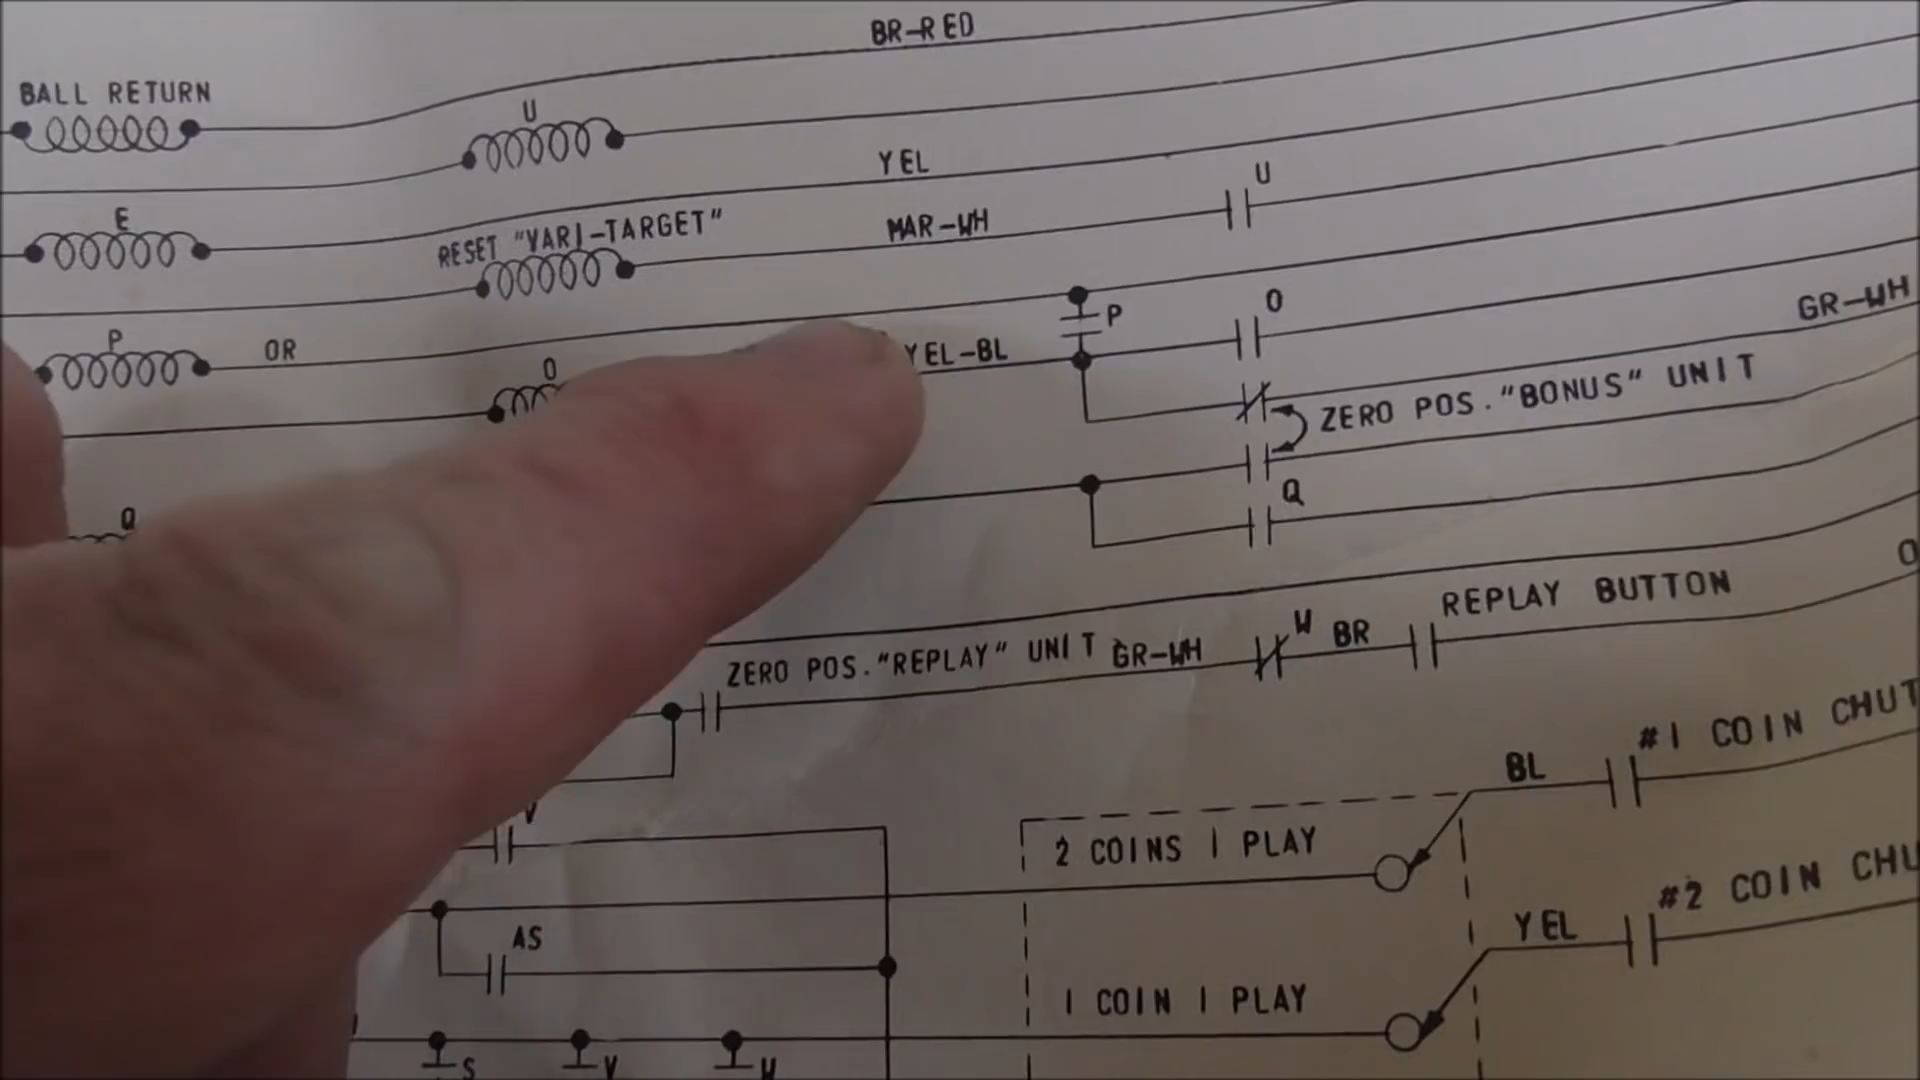 BR-RED
BALL RETURN
U
YEL
U
E
RESET "VARI-TARGET"
MAR-WH
P
O
GR-WH
P
OR
O
YEL-BL
ZERO POS. "BONUS" UNIT
Q
Q
REPLAY BUTTON
W
BR
ZERO POS. "REPLAY" UNIT
GR-WH
#1 COIN
BL
V
2 COINS 1 PLAY
#2 COIN
YEL
AS
1 COIN 1 PLAY
S
V
W